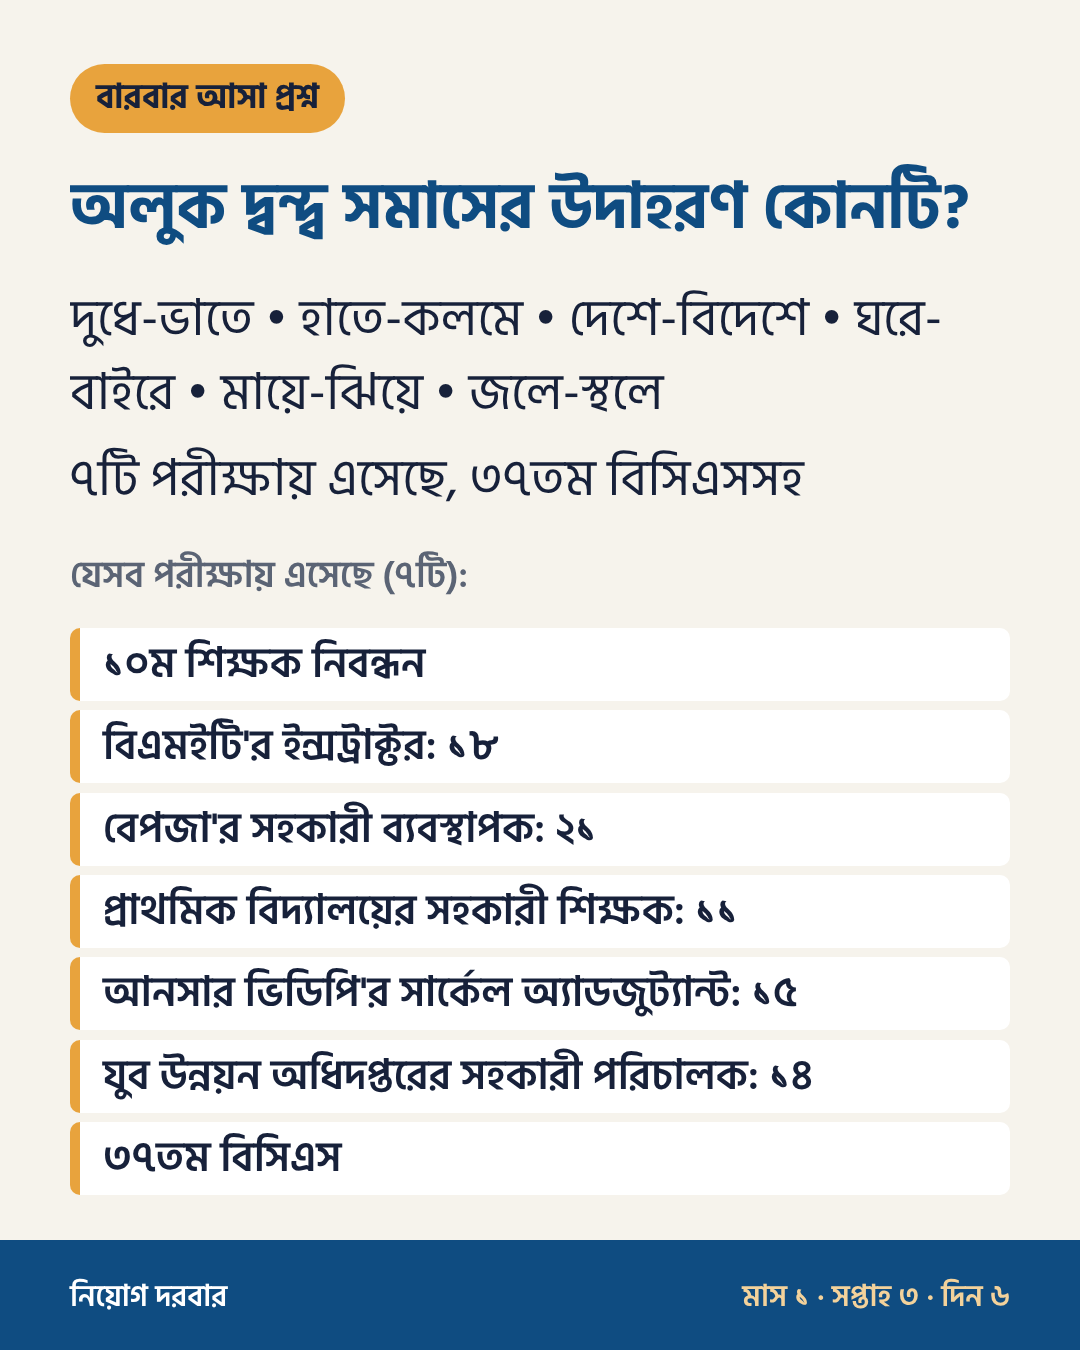 বারবার আসা প্রশ্ন
অলুক দ্বন্দ্ব সমাসের উদাহরণ কোনটি?
দুধে-ভাতে • হাতে-কলমে • দেশে-বিদেশে • ঘরে-
বাইরে • মায়ে-ঝিয়ে • জলে-স্থলে
৭টি পরীক্ষায় এসেছে, ৩৭তম বিসিএসসহ
যেসব পরীক্ষায় এসেছে (৭টি):
১০ম শিক্ষক নিবন্ধন
বিএমইটি'র ইন্সট্রাক্টর: ১৮
বেপজা'র সহকারী ব্যবস্থাপক: ২১
প্রাথমিক বিদ্যালয়ের সহকারী শিক্ষক: ১১
আনসার ভিডিপি'র সার্কেল অ্যাডজুট্যান্ট: ১৫
যুব উন্নয়ন অধিদপ্তরের সহকারী পরিচালক: ১৪
৩৭তম বিসিএস
নিয়োগ দরবার
মাস ১ · সপ্তাহ ৩ · দিন ৬